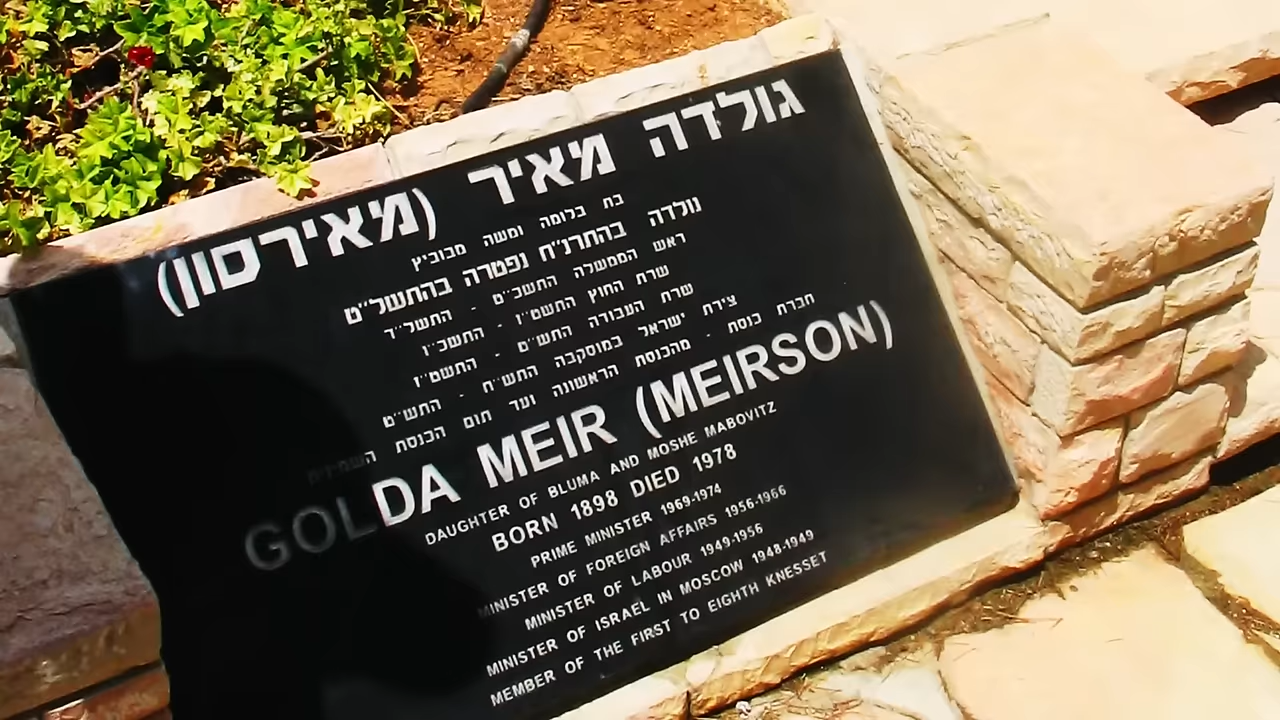 גולדה מאיר (מאירסון)
בת בלומה ומשה מבוביץ
נולדה בהתרנ"ח נפטרה בהתשל"ט
ראש הממשלה התשכ"ט - התשל"ד
שרת החוץ התשט"ז - התשכ"ו
שרת העבודה התש"ט - התשט"ז
צירת ישראל במוסקבה התש"ח - התש"ט
חברת כנסת - מהכנסת הראשונה ועד תום הכנסת השמינית
GOLDA MEIR (MEIRSON)
DAUGHTER OF BLUMA AND MOSHE MABOVITZ
BORN 1898 DIED 1978
PRIME MINISTER 1969-1974
MINISTER OF FOREIGN AFFAIRS 1956-1966
MINISTER OF LABOUR 1949-1956
MINISTER OF ISRAEL IN MOSCOW 1948-1949
MEMBER OF THE FIRST TO EIGHTH KNESSET